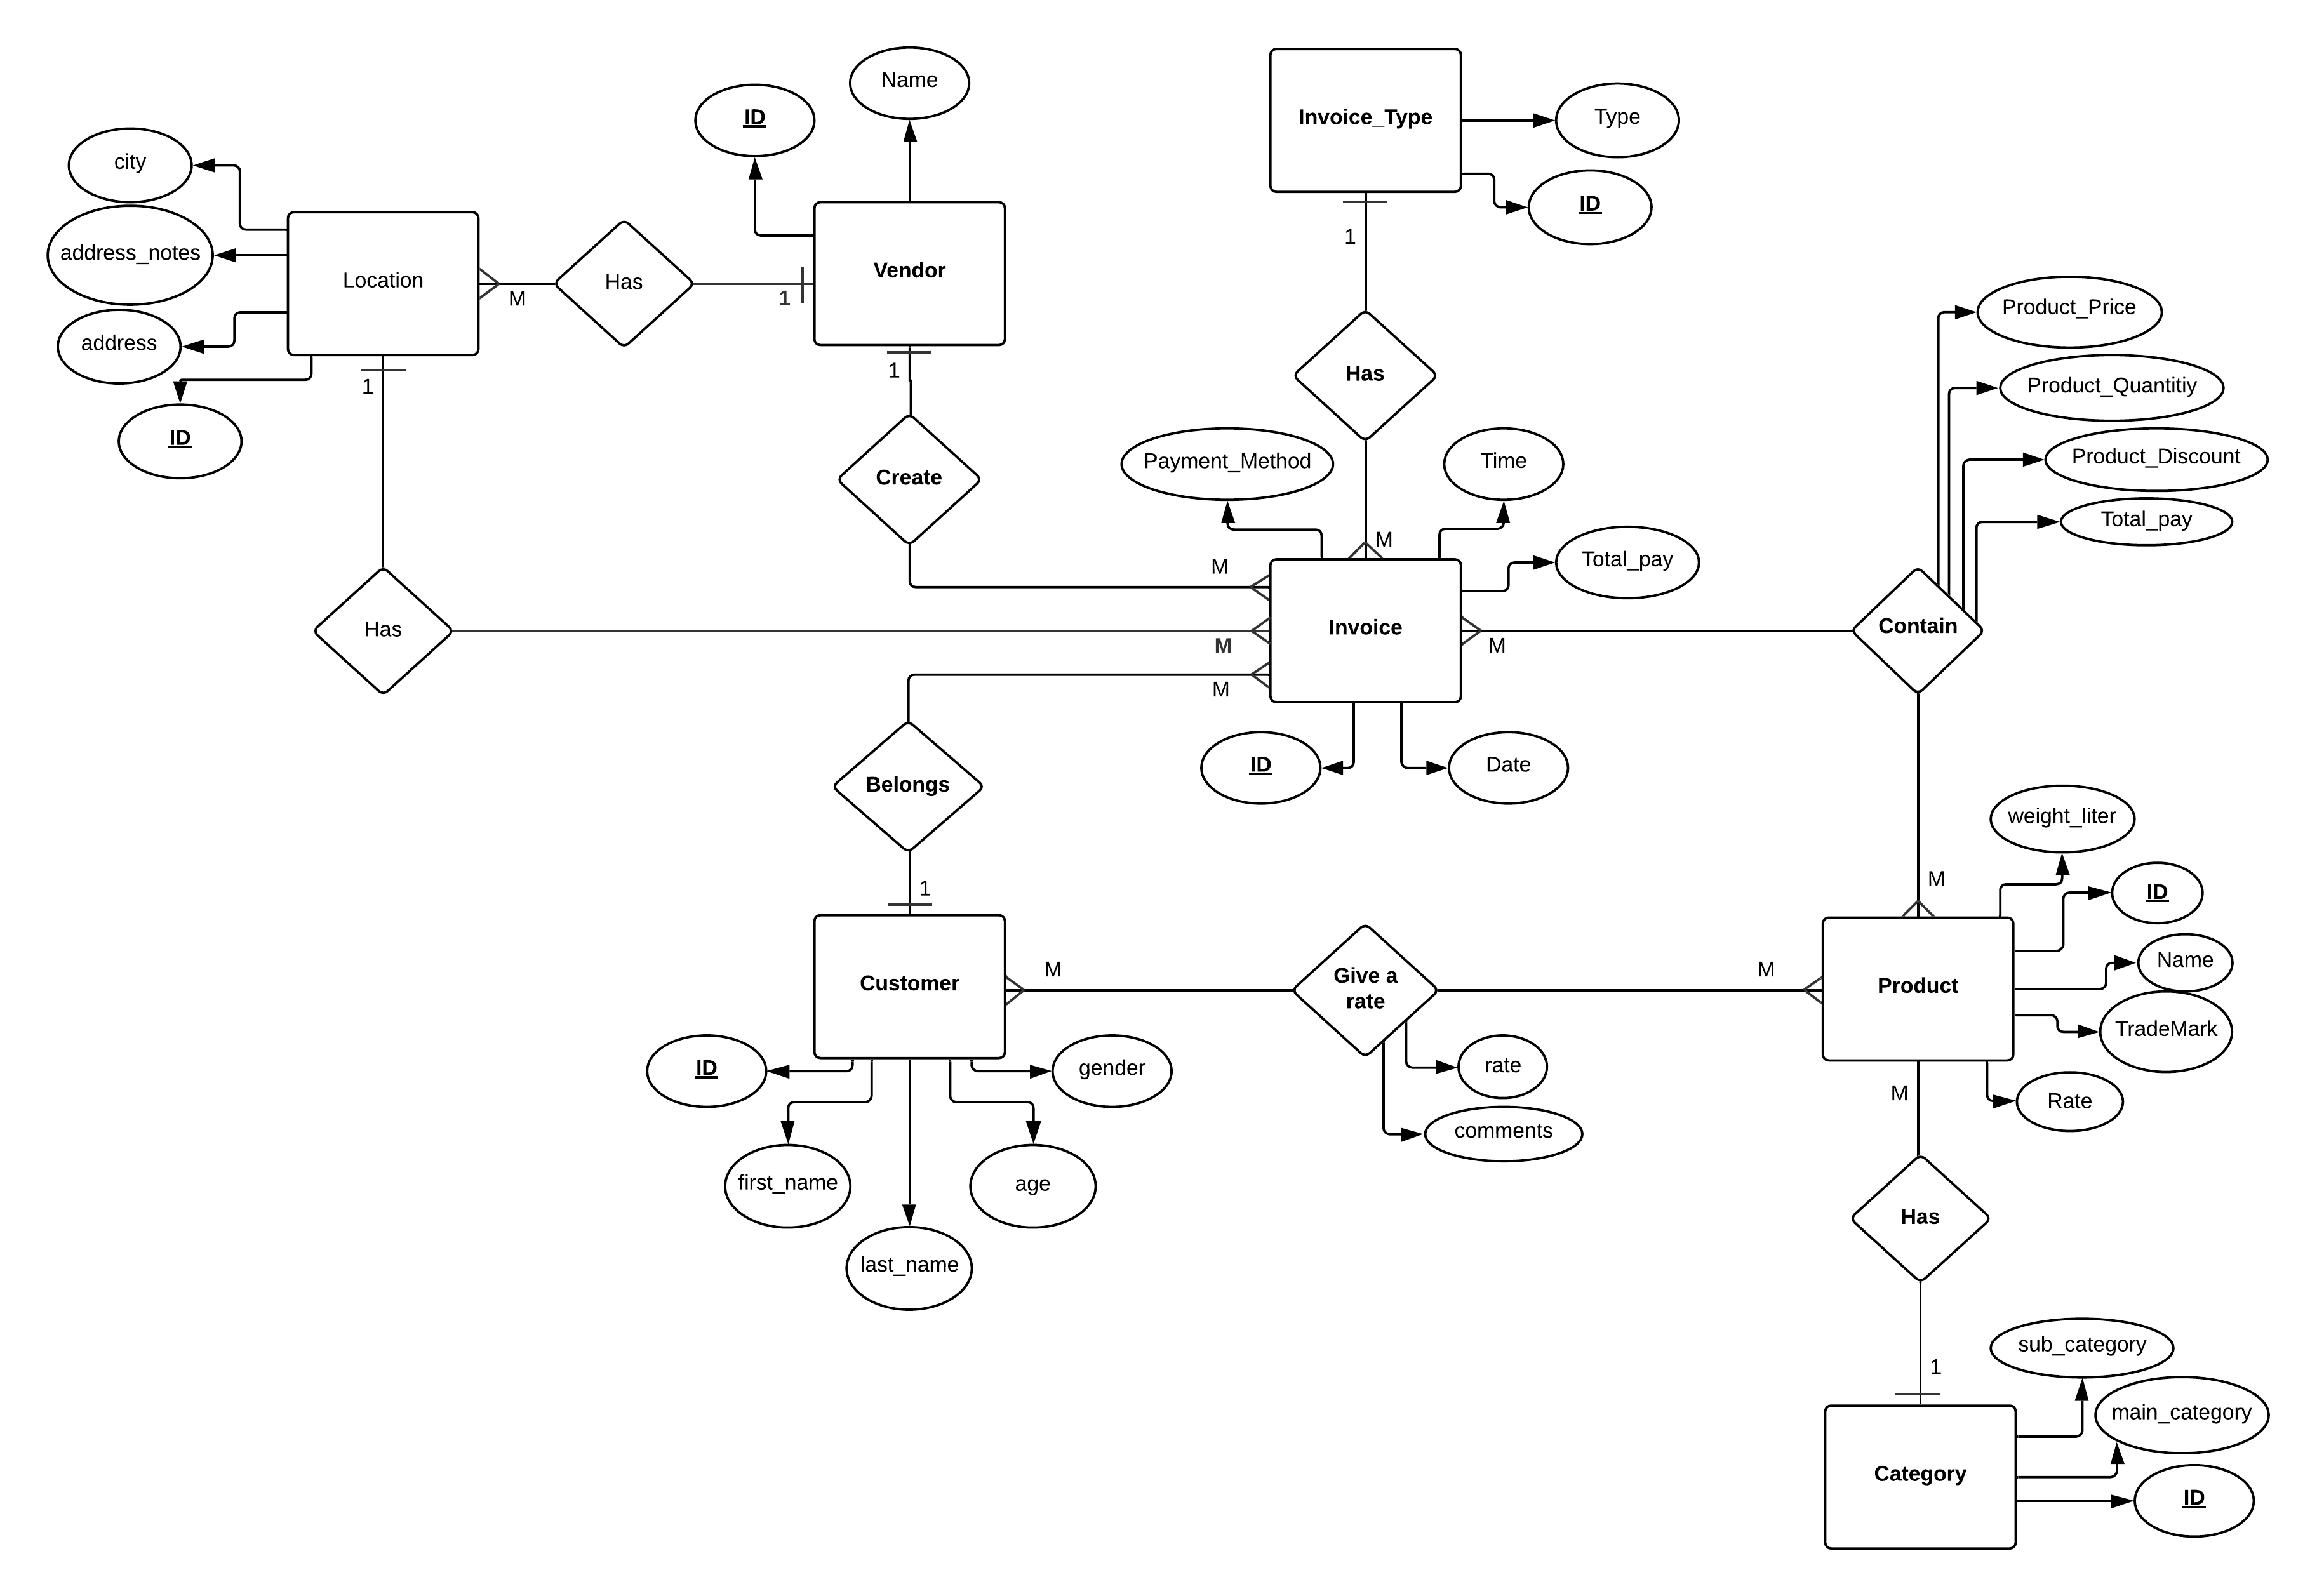 Name
ID
Invoice_Type
Type
city
ID
address_notes
Location
M
Has
1
Vendor
1
address
1
1
ID
Has
Product_Price
Product_Quantitiy
Product_Discount
Total_pay
Create
Payment_Method
Time
M
M
Total_pay
Has
M
Invoice
M
Contain
M
ID
Date
Belongs
weight_liter
M
1
ID
Customer
M
Give a
rate
M
Product
Name
TradeMark
ID
gender
rate
M
Rate
comments
first_name
age
last_name
Has
sub_category
1
main_category
Category
ID